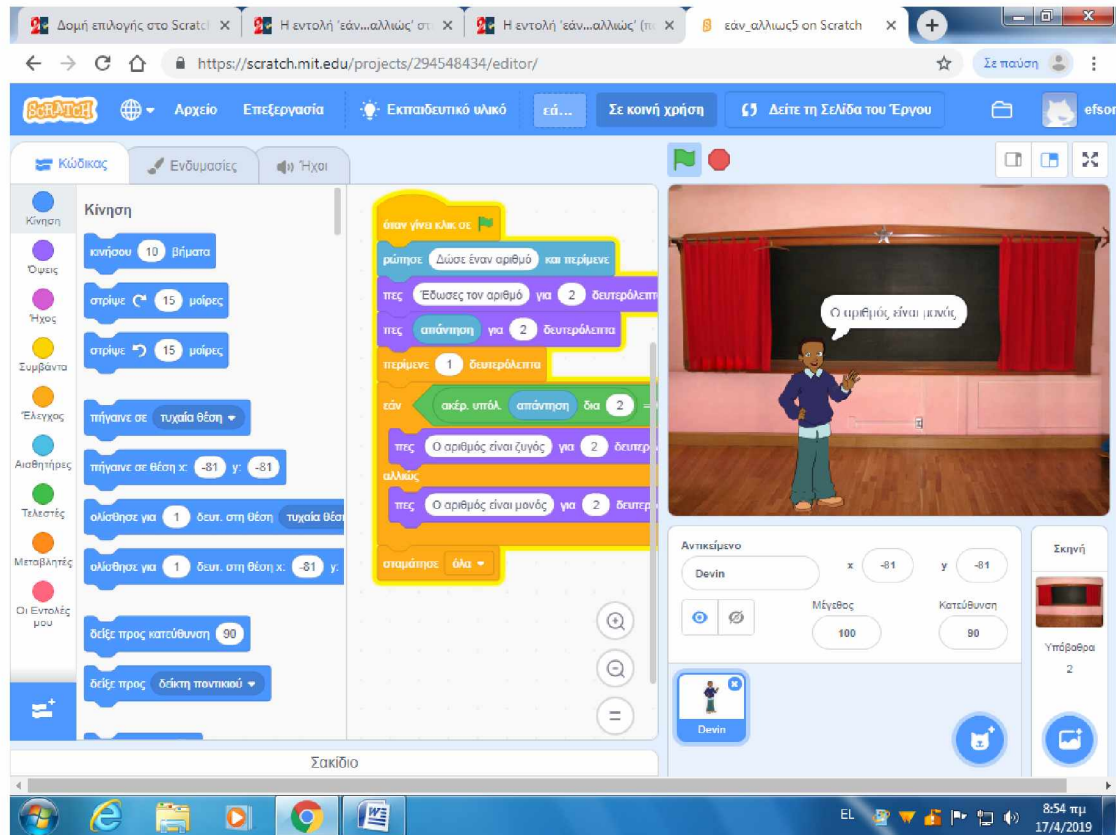 Δομή επιλογής στο Scratch
Η εντολή 'εάν...αλλιώς' στ
Η εντολή 'εάν...αλλιώς' (π
εάν_αλλιως5 on Scratch
https://scratch.mit.edu/projects/294548434/editor/
Σε παύση
SCRATCH
Αρχείο
Επεξεργασία
Εκπαιδευτικό υλικό
εά...
Σε κοινή χρήση
Δείτε τη Σελίδα του Έργου
efsor
Κώδικας
Ενδυμασίες
Ήχοι
Κίνηση
Όψεις
Ήχος
Συμβάντα
Έλεγχος
Αισθητήρες
Τελεστές
Μεταβλητές
Οι Εντολές
μου
Κίνηση
κινήσου 10 βήματα
στρίψε 15 μοίρες
στρίψε 15 μοίρες
πήγαινε σε τυχαία θέση
πήγαινε σε θέση x: -81 y: -81
ολίσθησε για 1 δευτ. στη θέση τυχαία θέσ
ολίσθησε για 1 δευτ. στη θέση x: -81 y:
δείξε προς κατεύθυνση 90
δείξε προς δείκτη ποντικιού
όταν γίνει κλικ σε
ρώτησε Δώσε έναν αριθμό και περίμενε
πες Έδωσες τον αριθμό για 2 δευτερόλεπτ
πες απάντηση για 2 δευτερόλεπτα
περίμενε 1 δευτερόλεπτα
εάν ακέρ. υπόλ. απάντηση δια 2 =
πες Ο αριθμός είναι ζυγός για 2 δευτερ
αλλιώς
πες Ο αριθμός είναι μονός για 2 δευτερ
σταμάτησε όλα
Ο αριθμός είναι μονός
Αντικείμενο
Devin
x -81
y -81
Μέγεθος
100
Κατεύθυνση
90
Devin
Σκηνή
Υπόβαθρα
2
Σακίδιο
EL
8:54 πμ
17/4/2019